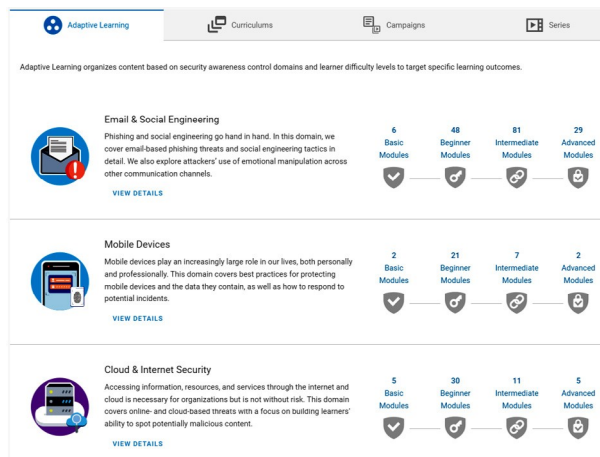 Adaptive Learning
Curriculums
Campaigns
Series
Adaptive Learning organizes content based on security awareness control domains and learner difficulty levels to target specific learning outcomes.
Email & Social Engineering
Phishing and social engineering go hand in hand. In this domain, we
cover email-based phishing threats and social engineering tactics in
detail. We also explore attackers' use of emotional manipulation across
other communication channels.
VIEW DETAILS
6
Basic
Modules
48
Beginner
Modules
81
Intermediate
Modules
29
Advanced
Modules
Mobile Devices
Mobile devices play an increasingly large role in our lives, both personally
and professionally. This domain covers best practices for protecting
mobile devices and the data they contain, as well as how to respond to
potential incidents.
VIEW DETAILS
2
Basic
Modules
21
Beginner
Modules
7
Intermediate
Modules
2
Advanced
Modules
Cloud & Internet Security
Accessing information, resources, and services through the internet and
cloud is necessary for organizations but is not without risk. This domain
covers online- and cloud-based threats with a focus on building learners'
ability to spot potentially malicious content.
VIEW DETAILS
5
Basic
Modules
30
Beginner
Modules
11
Intermediate
Modules
5
Advanced
Modules